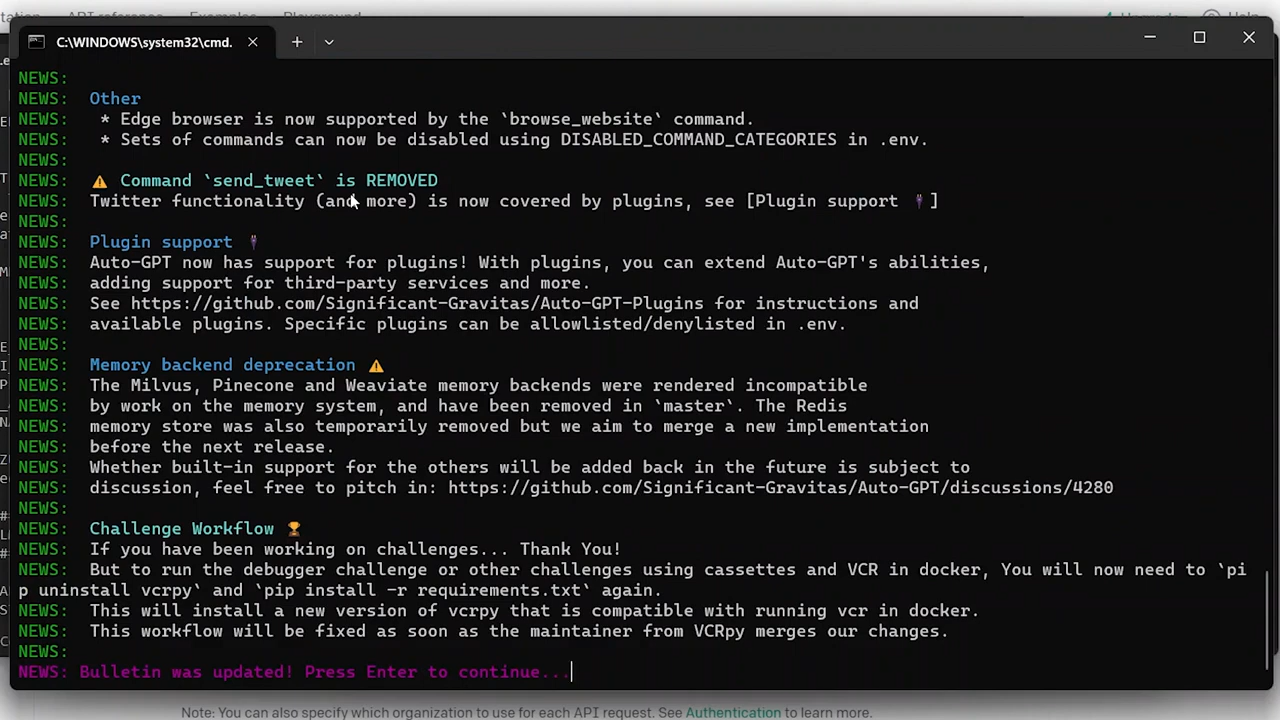 tation API reference Examples Playground Upgrade Help
C:\WINDOWS\system32\cmd.
NEWS:
NEWS: Other
NEWS: * Edge browser is now supported by the `browse_website` command.
NEWS: * Sets of commands can now be disabled using DISABLED_COMMAND_CATEGORIES in .env.
NEWS:
NEWS: ⚠️ Command `send_tweet` is REMOVED
NEWS: Twitter functionality (and more) is now covered by plugins, see [Plugin support 🔌]
NEWS:
NEWS: Plugin support 🔌
NEWS: Auto-GPT now has support for plugins! With plugins, you can extend Auto-GPT's abilities,
NEWS: adding support for third-party services and more.
NEWS: See https://github.com/Significant-Gravitas/Auto-GPT-Plugins for instructions and
NEWS: available plugins. Specific plugins can be allowlisted/denylisted in .env.
NEWS:
NEWS: Memory backend deprecation ⚠️
NEWS: The Milvus, Pinecone and Weaviate memory backends were rendered incompatible
NEWS: by work on the memory system, and have been removed in `master`. The Redis
NEWS: memory store was also temporarily removed but we aim to merge a new implementation
NEWS: before the next release.
NEWS: Whether built-in support for the others will be added back in the future is subject to
NEWS: discussion, feel free to pitch in: https://github.com/Significant-Gravitas/Auto-GPT/discussions/4280
NEWS:
NEWS: Challenge Workflow 🏆
NEWS: If you have been working on challenges... Thank You!
NEWS: But to run the debugger challenge or other challenges using cassettes and VCR in docker, You will now need to `pi
p uninstall vcrpy` and `pip install -r requirements.txt` again.
NEWS: This will install a new version of vcrpy that is compatible with running vcr in docker.
NEWS: This workflow will be fixed as soon as the maintainer from VCRpy merges our changes.
NEWS:
NEWS: Bulletin was updated! Press Enter to continue...
Note: You can also specify which organization to use for each API request. See Authentication to learn more.